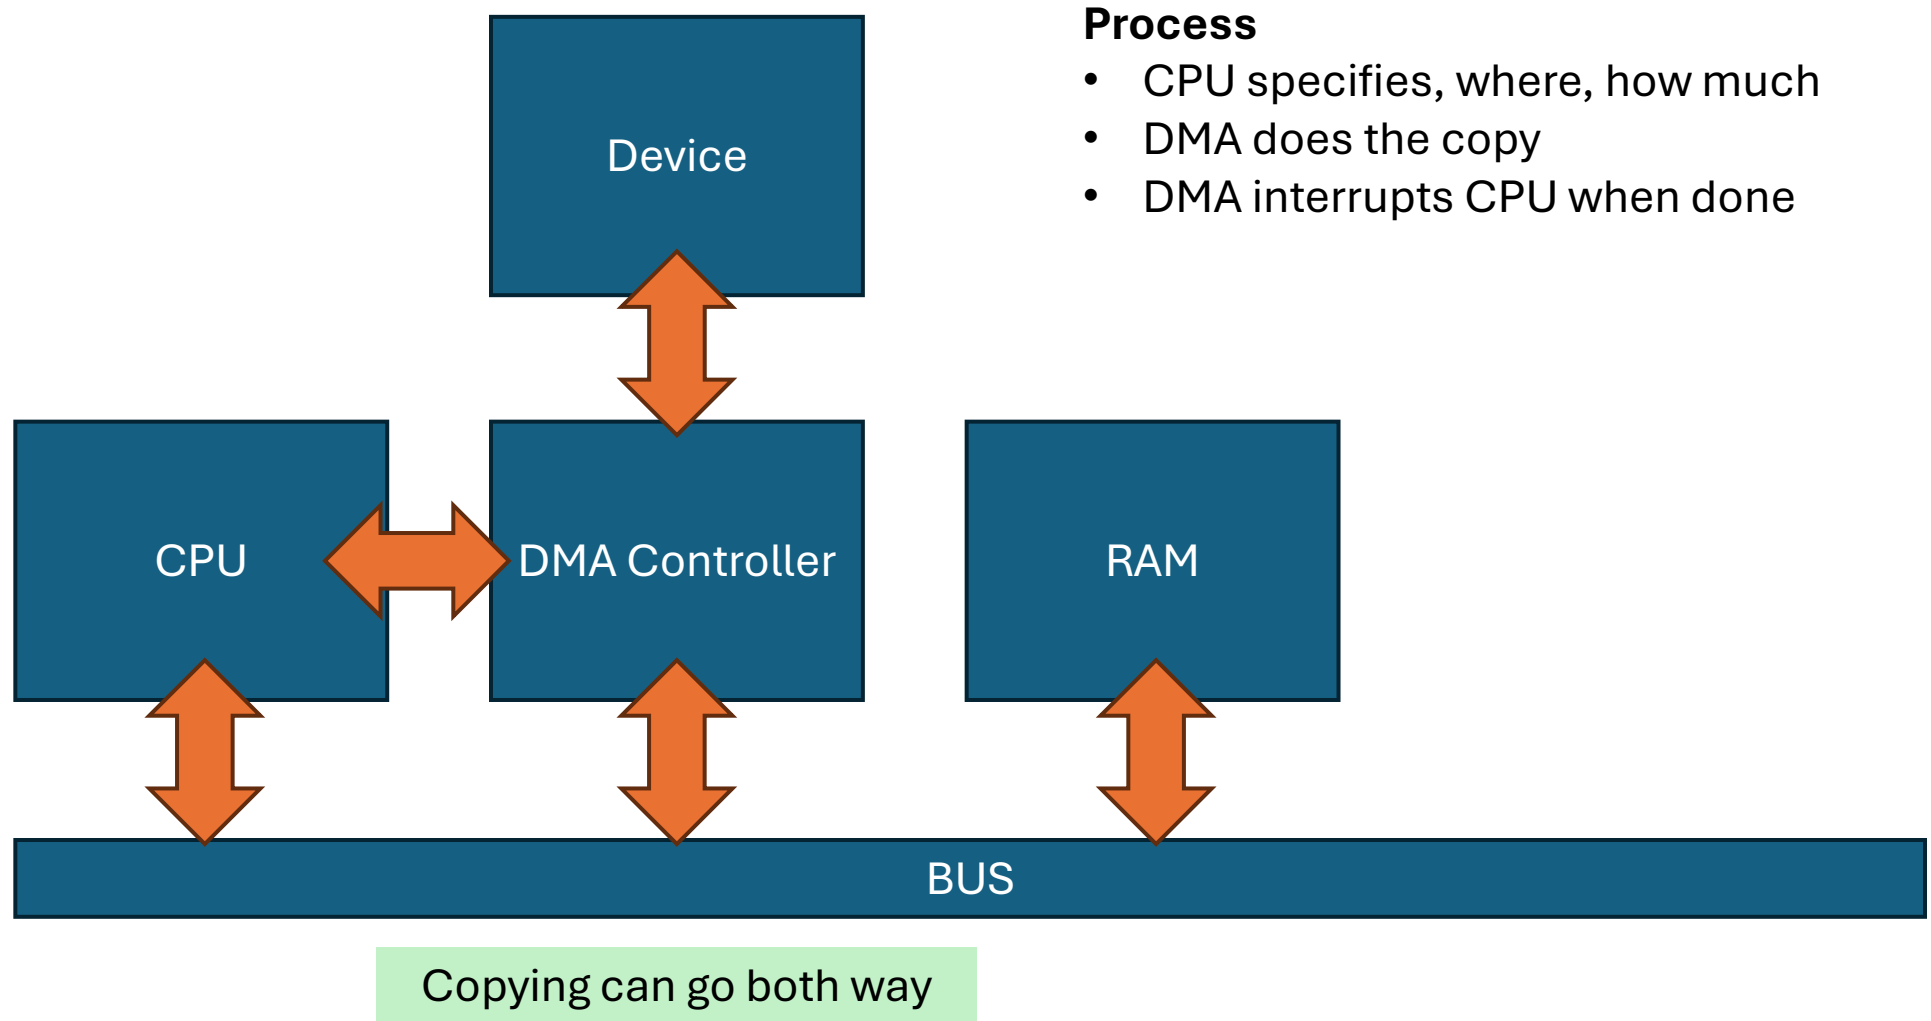 Process
• CPU specifies, where, how much
• DMA does the copy
• DMA interrupts CPU when done
Device
CPU
DMA Controller
RAM
BUS
Copying can go both way